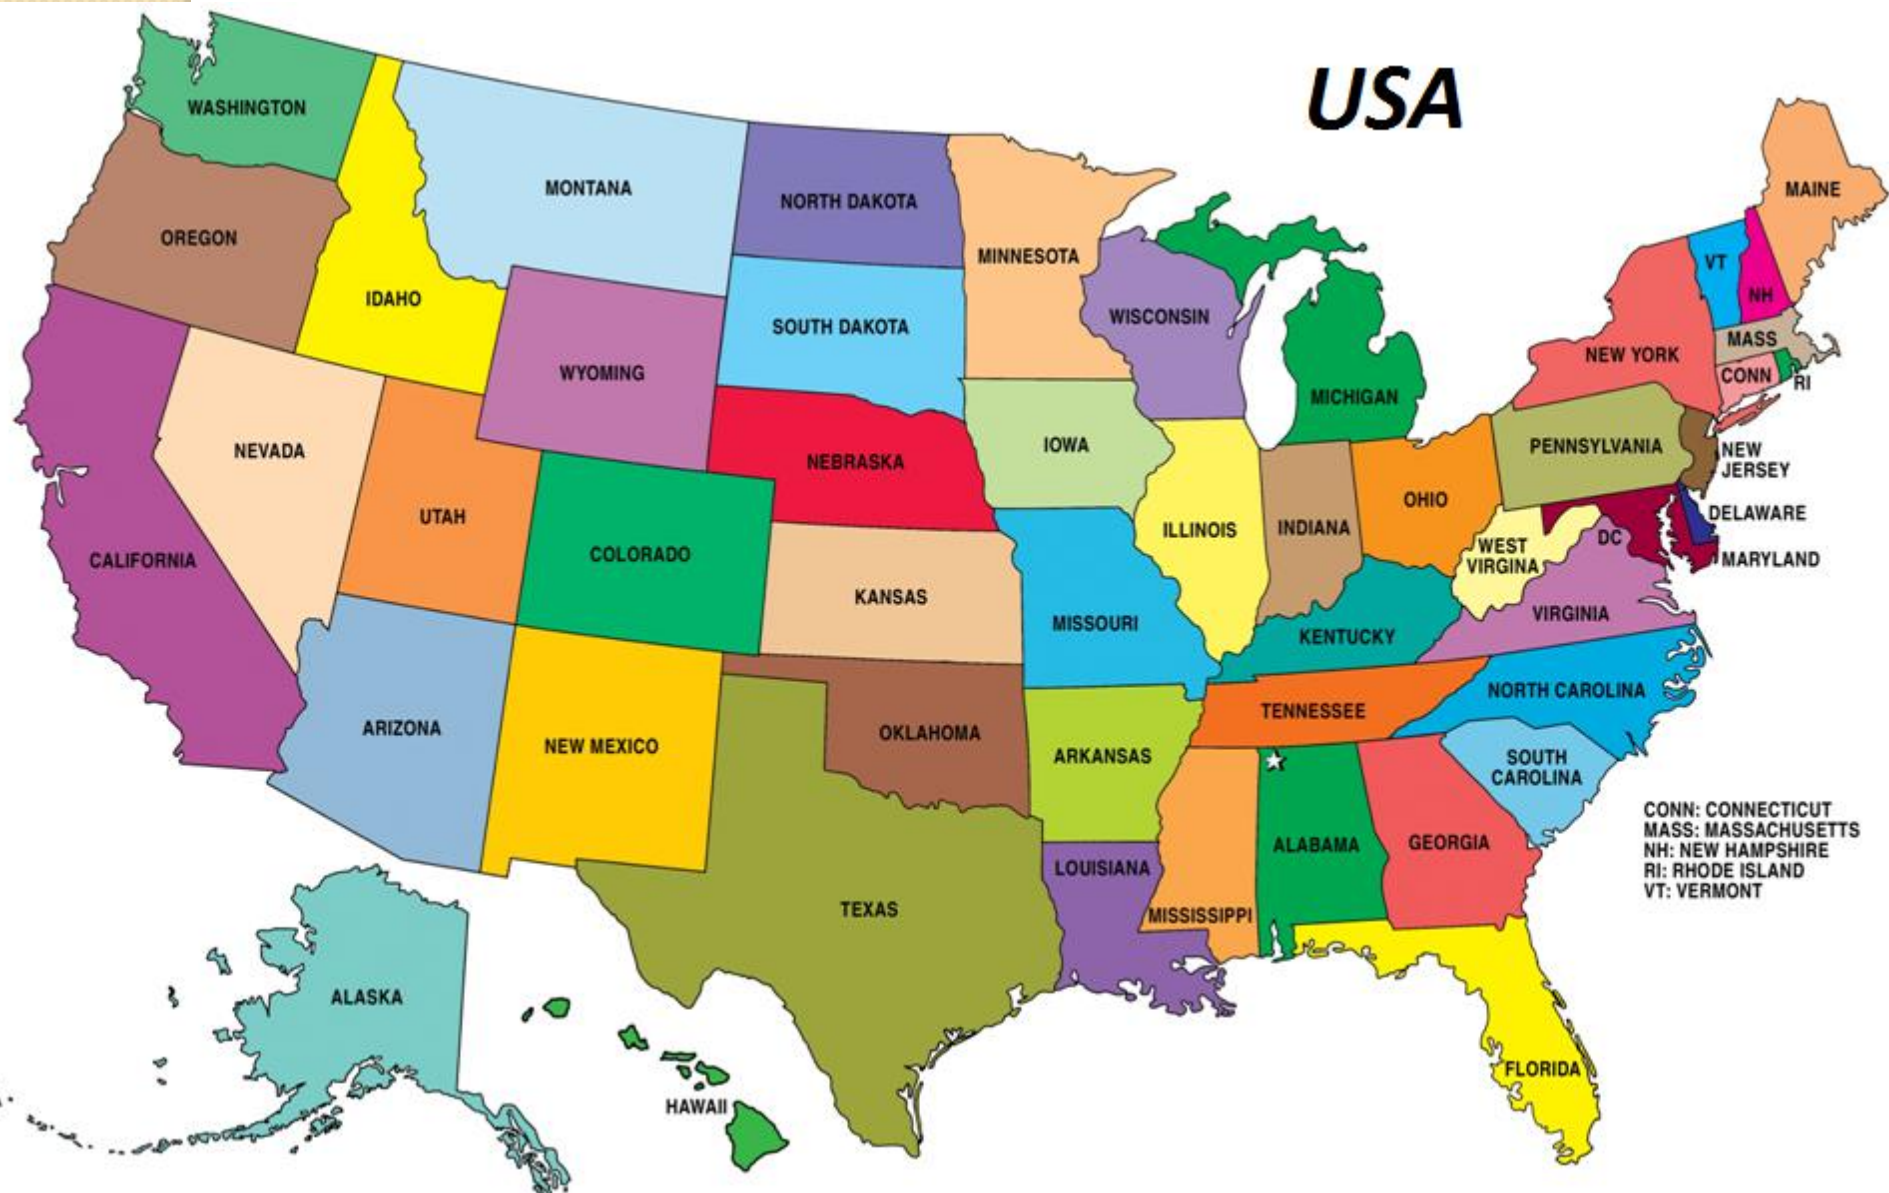 USA
WASHINGTON
MONTANA
NORTH DAKOTA
MAINE
OREGON
MINNESOTA
VT
IDAHO
NH
WISCONSIN
SOUTH DAKOTA
MASS
NEW YORK
WYOMING
CONN
RI
MICHIGAN
NEVADA
NEBRASKA
IOWA
PENNSYLVANIA
NEW
JERSEY
OHIO
UTAH
ILLINOIS
INDIANA
DELAWARE
DC
CALIFORNIA
COLORADO
WEST
VIRGINA
MARYLAND
KANSAS
MISSOURI
KENTUCKY
VIRGINIA
NORTH CAROLINA
TENNESSEE
ARIZONA
NEW MEXICO
OKLAHOMA
ARKANSAS
SOUTH
CAROLINA
ALABAMA
GEORGIA
LOUISIANA
TEXAS
MISSISSIPPI
CONN: CONNECTICUT
MASS: MASSACHUSETTS
NH: NEW HAMPSHIRE
RI: RHODE ISLAND
VT: VERMONT
ALASKA
FLORIDA
HAWAII